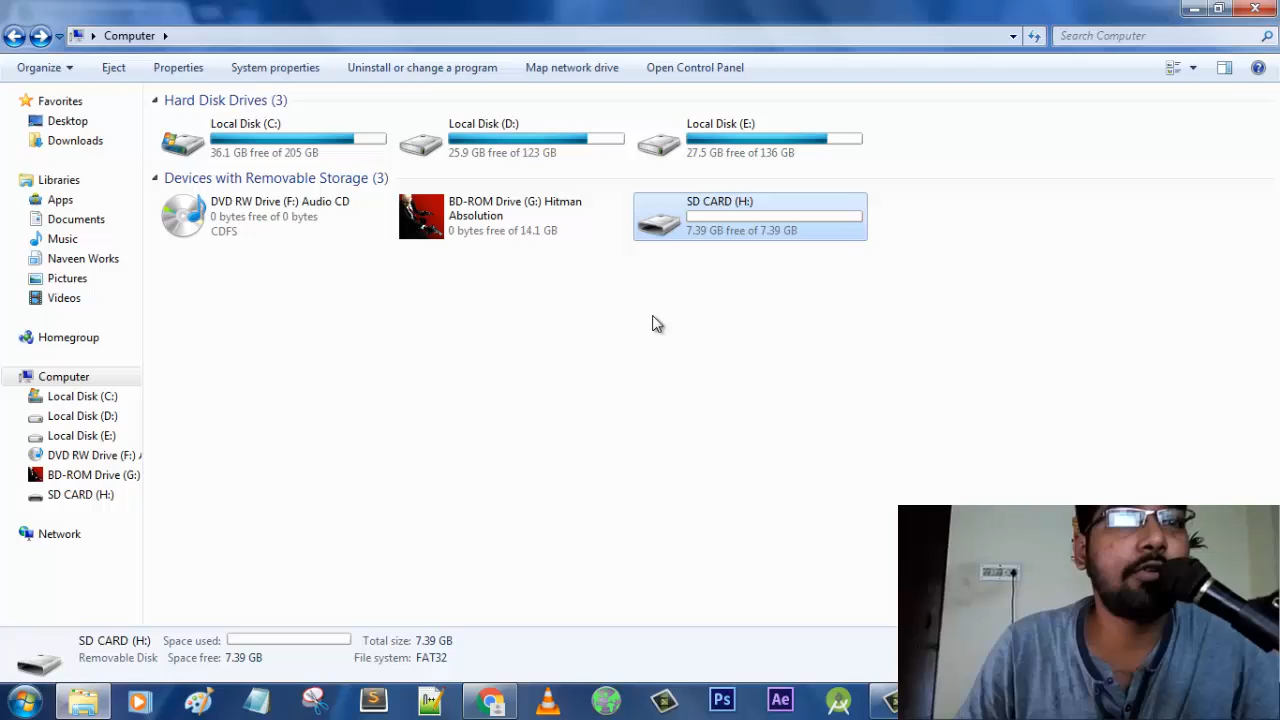 Computer
Search Computer
Organize
Eject
Properties
System properties
Uninstall or change a program
Map network drive
Open Control Panel
Favorites
Desktop
Downloads
Libraries
Apps
Documents
Music
Naveen Works
Pictures
Videos
Homegroup
Computer
Local Disk (C:)
Local Disk (D:)
Local Disk (E:)
DVD RW Drive (F:) A
BD-ROM Drive (G:)
SD CARD (H:)
Network
Hard Disk Drives (3)
Local Disk (C:)
36.1 GB free of 205 GB
Local Disk (D:)
25.9 GB free of 123 GB
Local Disk (E:)
27.5 GB free of 136 GB
Devices with Removable Storage (3)
DVD RW Drive (F:) Audio CD
0 bytes free of 0 bytes
CDFS
BD-ROM Drive (G:) Hitman
Absolution
0 bytes free of 14.1 GB
SD CARD (H:)
7.39 GB free of 7.39 GB
SD CARD (H:) Space used: Total size: 7.39 GB
Removable Disk Space free: 7.39 GB File system: FAT32
S
Ps
Ae